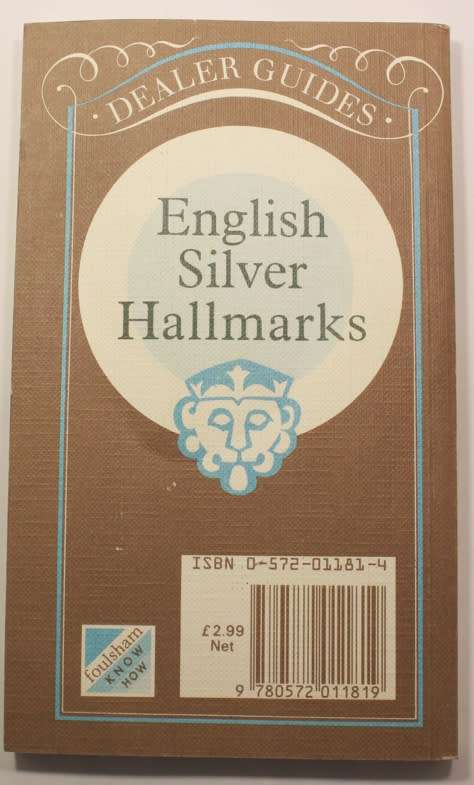 · DEALER GUIDES ·
English
Silver
Hallmarks
ISBN 0-572-01181-4
£2.99
Net
9 780572 011819
foulsham
KNOW
HOW